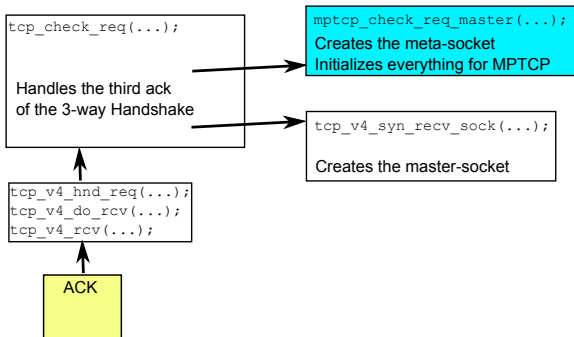 tcp_check_req(...);
Handles the third ack
of the 3-way Handshake
mptcp_check_req_master(...);
Creates the meta-socket
Initializes everything for MPTCP
tcp_v4_syn_recv_sock(...);
Creates the master-socket
tcp_v4_hnd_req(...);
tcp_v4_do_rcv(...);
tcp_v4_rcv(...);
ACK